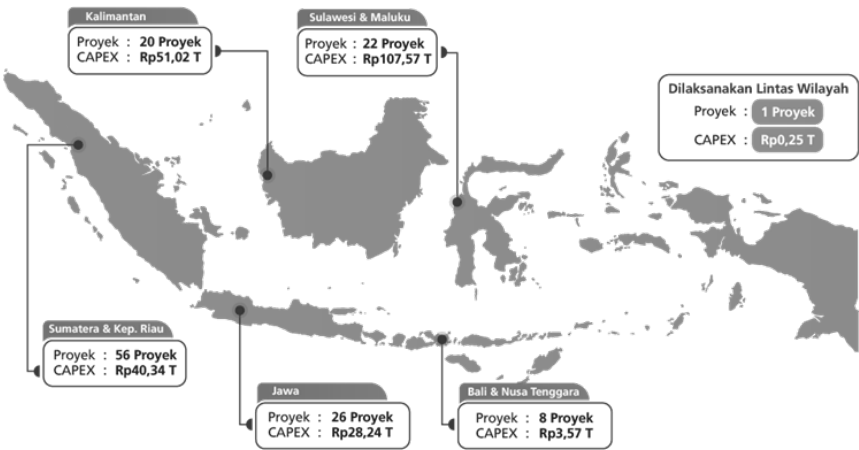 Kalimantan
Proyek : 20 Proyek
CAPEX : Rp51,02 T
Sulawesi & Maluku
Proyek : 22 Proyek
CAPEX : Rp107,57 T
Dilaksanakan Lintas Wilayah
Proyek : 1 Proyek
CAPEX : Rp0,25 T
Sumatera & Kep. Riau
Proyek : 56 Proyek
CAPEX : Rp40,34 T
Jawa
Proyek : 26 Proyek
CAPEX : Rp28,24 T
Bali & Nusa Tenggara
Proyek : 8 Proyek
CAPEX : Rp3,57 T